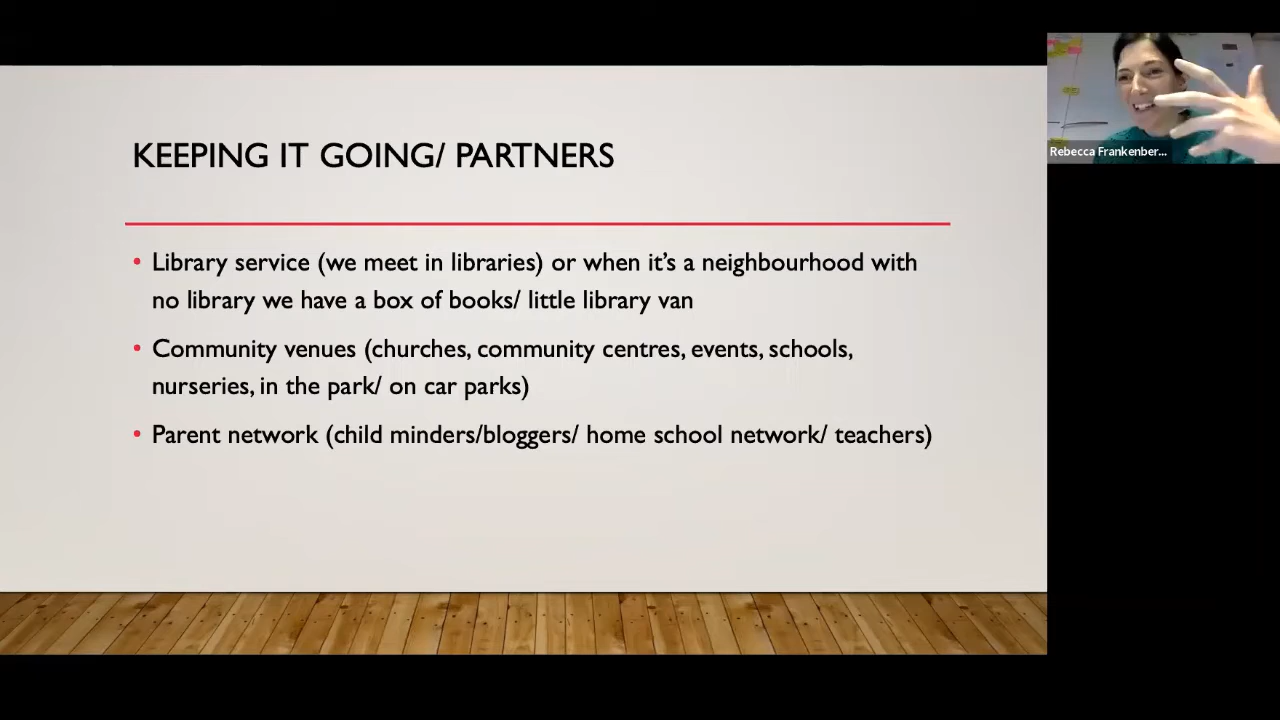 KEEPING IT GOING/ PARTNERS
• Library service (we meet in libraries) or when it’s a neighbourhood with
no library we have a box of books/ little library van
• Community venues (churches, community centres, events, schools,
nurseries, in the park/ on car parks)
• Parent network (child minders/bloggers/ home school network/ teachers)
Rebecca Frankenber...